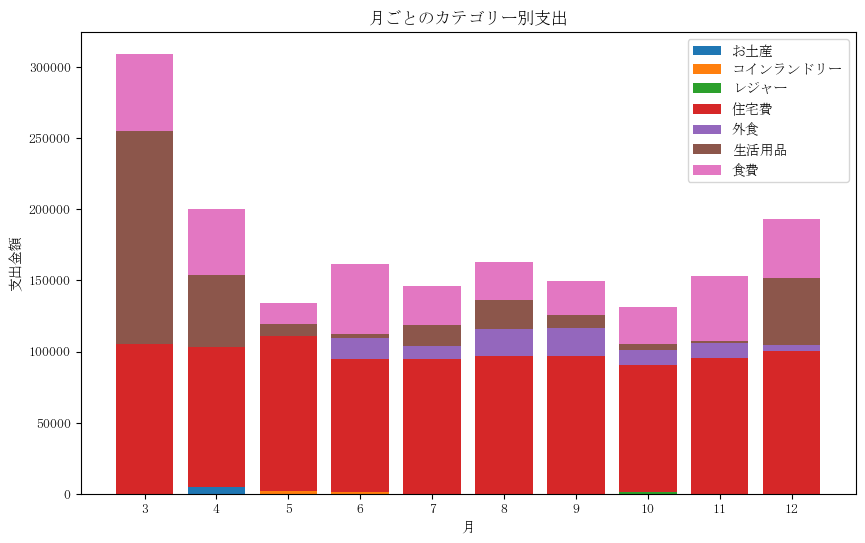 月ごとのカテゴリー別支出
お土産
コインランドリー
レジャー
住宅費
外食
生活用品
食費
支出金額
300000
250000
200000
150000
100000
50000
0
3 4 5 6 7 8 9 10 11 12
月